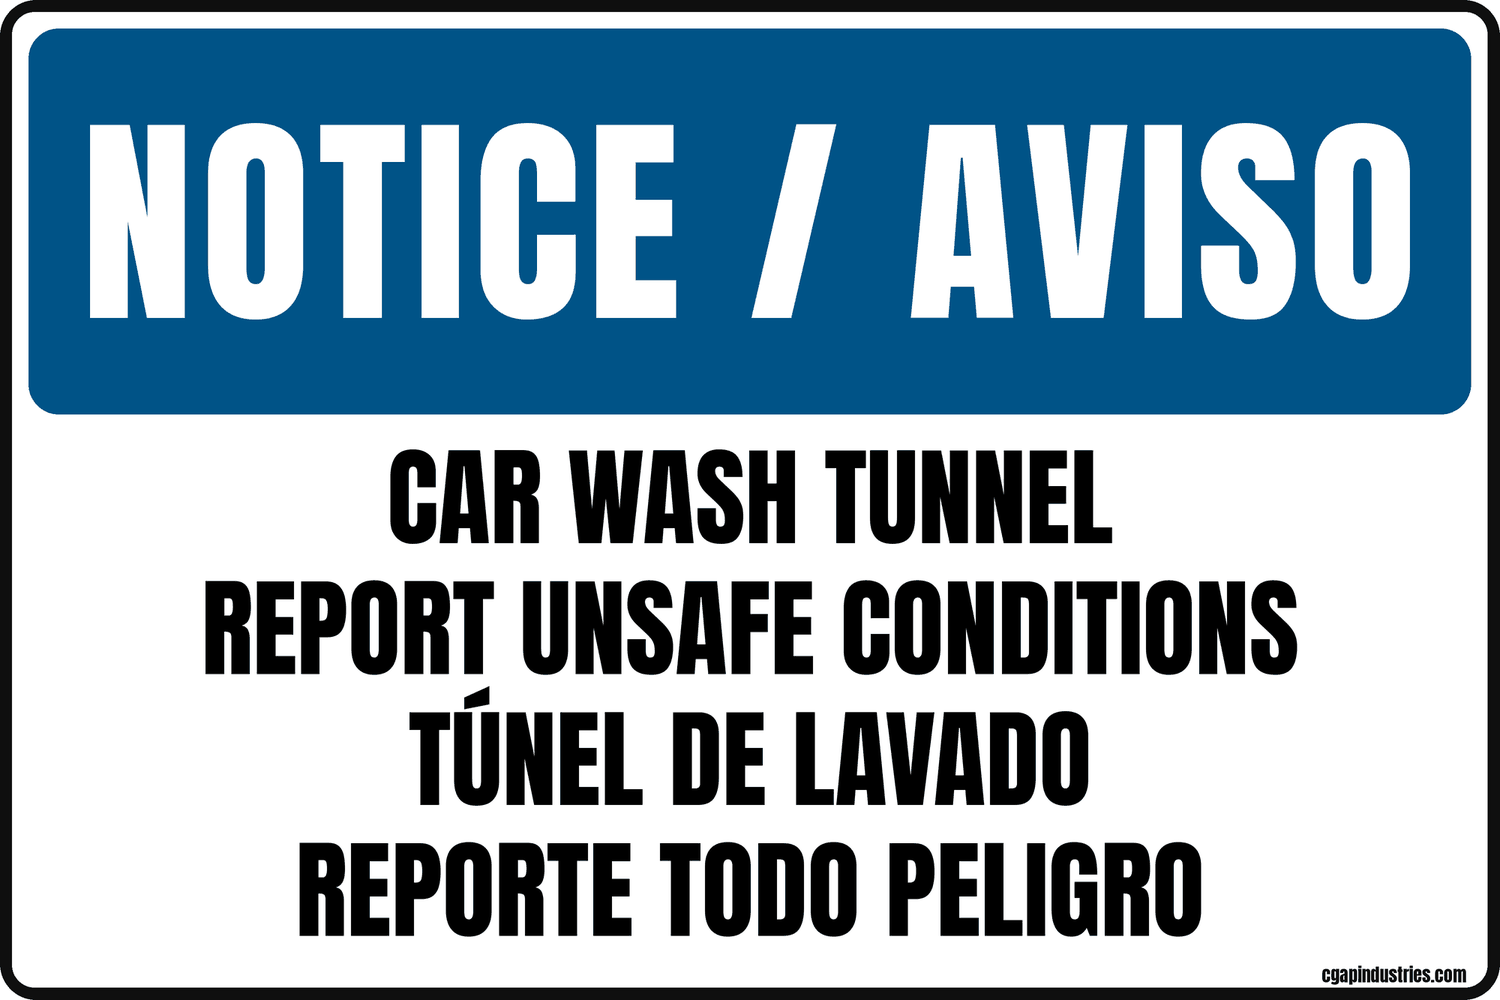 NOTICE / AVISO
CAR WASH TUNNEL
REPORT UNSAFE CONDITIONS
TÚNEL DE LAVADO
REPORTE TODO PELIGRO
cgapindustries.com